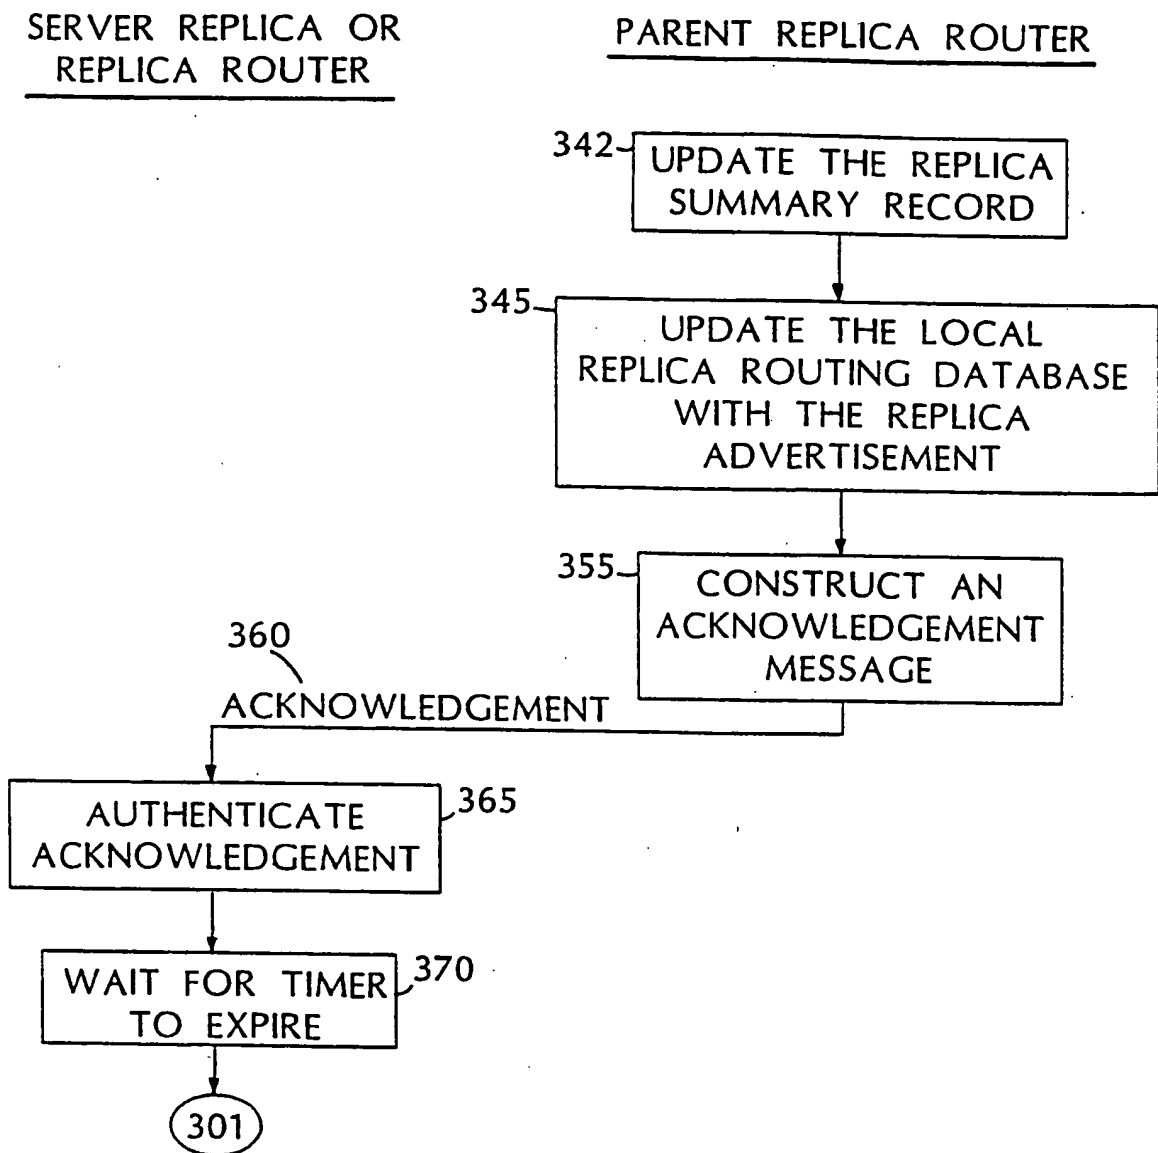 SERVER REPLICA OR
REPLICA ROUTER
PARENT REPLICA ROUTER
342
UPDATE THE REPLICA
SUMMARY RECORD
345
UPDATE THE LOCAL
REPLICA ROUTING DATABASE
WITH THE REPLICA
ADVERTISEMENT
355
CONSTRUCT AN
ACKNOWLEDGEMENT
MESSAGE
360
ACKNOWLEDGEMENT
AUTHENTICATE
ACKNOWLEDGEMENT
365
WAIT FOR TIMER
TO EXPIRE
370
301